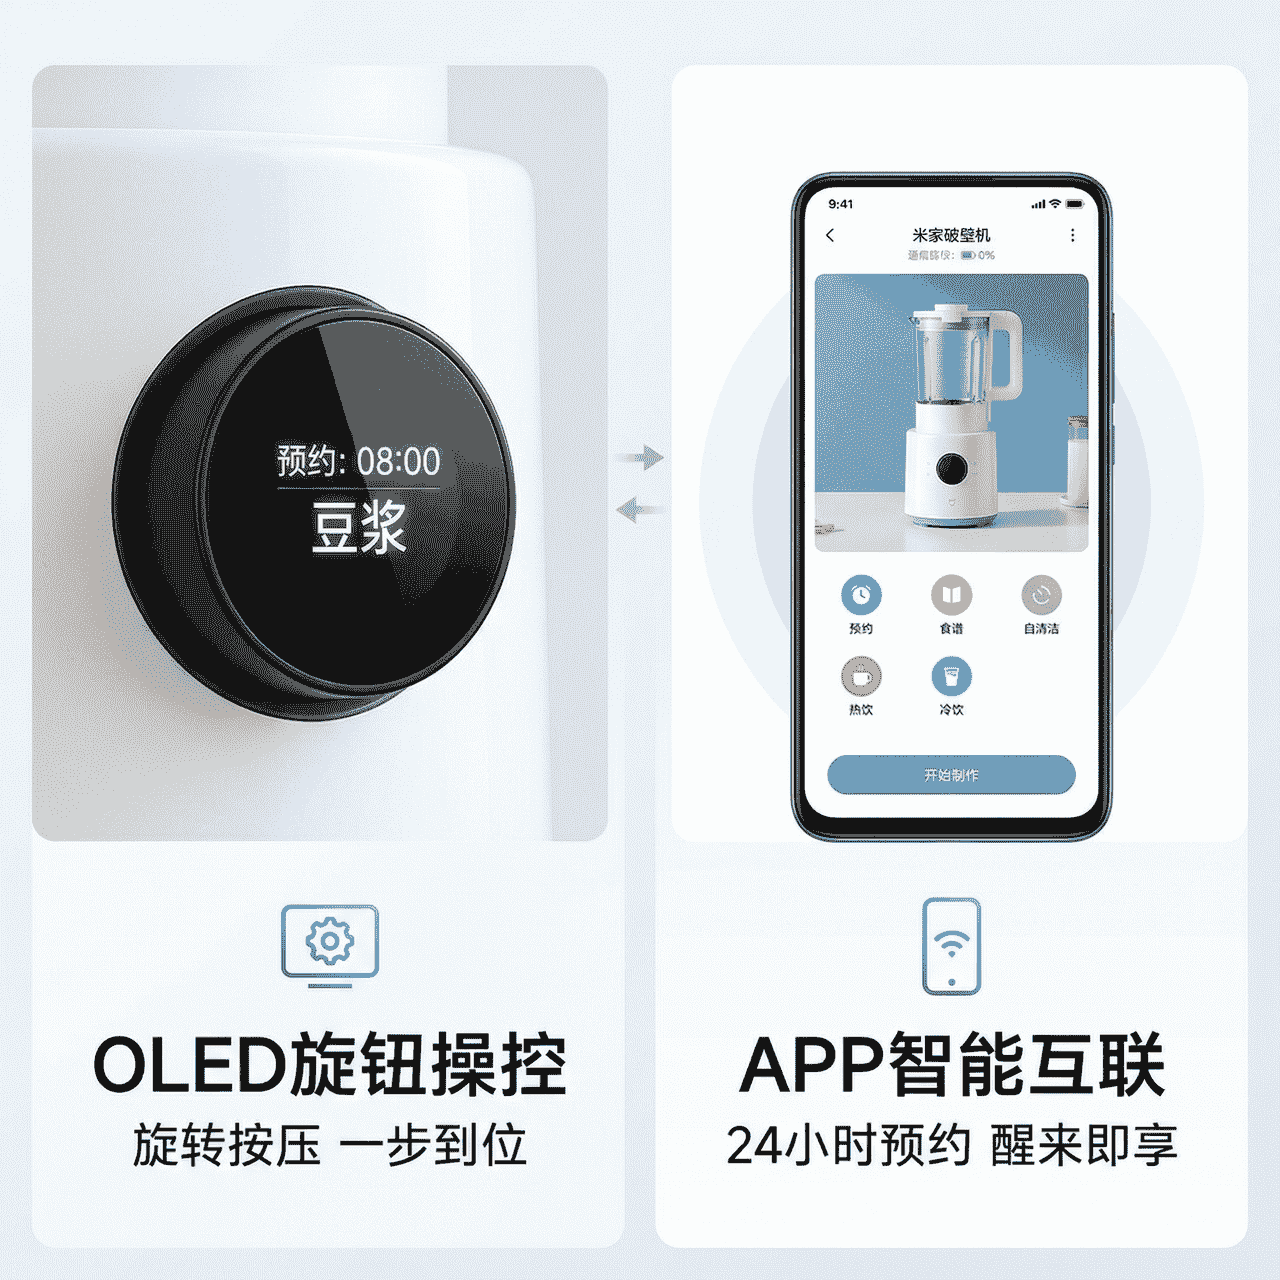 预约: 08:00
豆浆
9:41
米家破壁机
0%
预约
食谱
自清洁
热饮
冷饮
开始制作
OLED旋钮操控
旋转按压 一步到位
APP智能互联
24小时预约 醒来即享